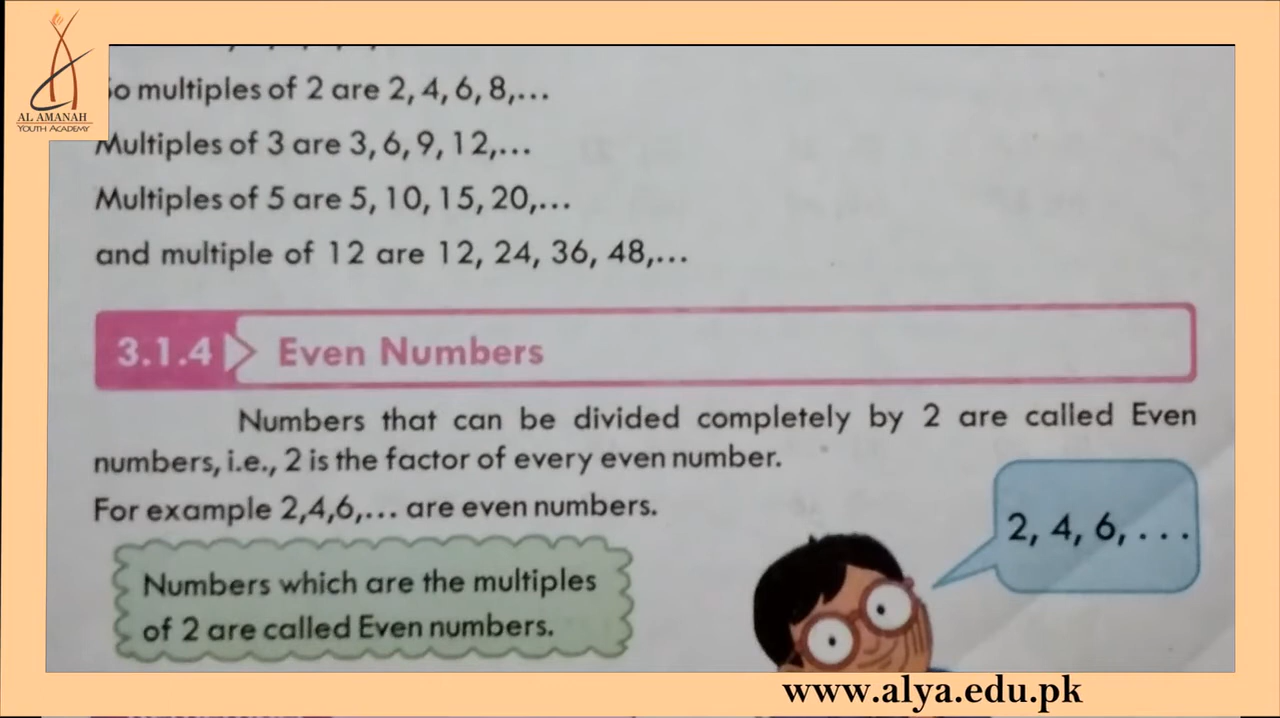 AL AMANAH
YOUTH ACADEMY
So multiples of 2 are 2, 4, 6, 8,...
Multiples of 3 are 3, 6, 9, 12,...
Multiples of 5 are 5, 10, 15, 20,...
and multiple of 12 are 12, 24, 36, 48,...
3.1.4 Even Numbers
Numbers that can be divided completely by 2 are called Even
numbers, i.e., 2 is the factor of every even number.
For example 2,4,6,... are even numbers.
2, 4, 6, . . .
Numbers which are the multiples
of 2 are called Even numbers.
www.alya.edu.pk